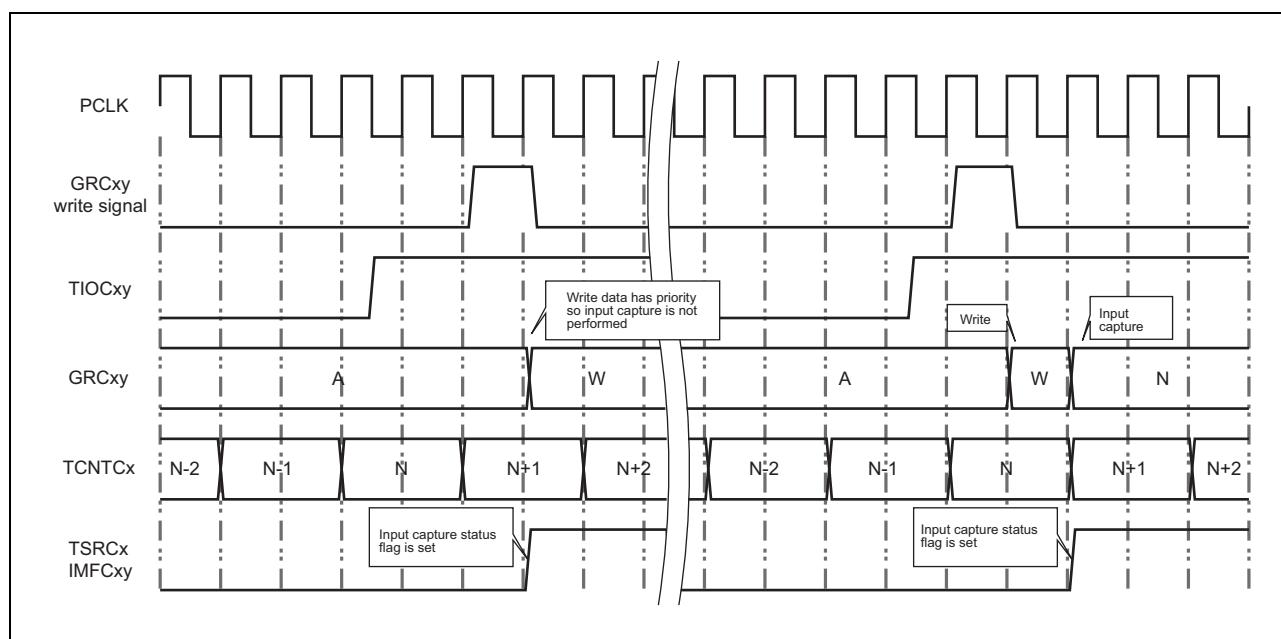 PCLK
GRCxy
write signal
TIOCxy
Write data has priority
so input capture is not
performed
Write
Input
capture
GRCxy
A
W
A
W
N
TCNTCx
N-2
N-1
N
N+1
N+2
N-2
N-1
N
N+1
N+2
Input capture status
flag is set
Input capture status
flag is set
TSRCx
IMFCxy